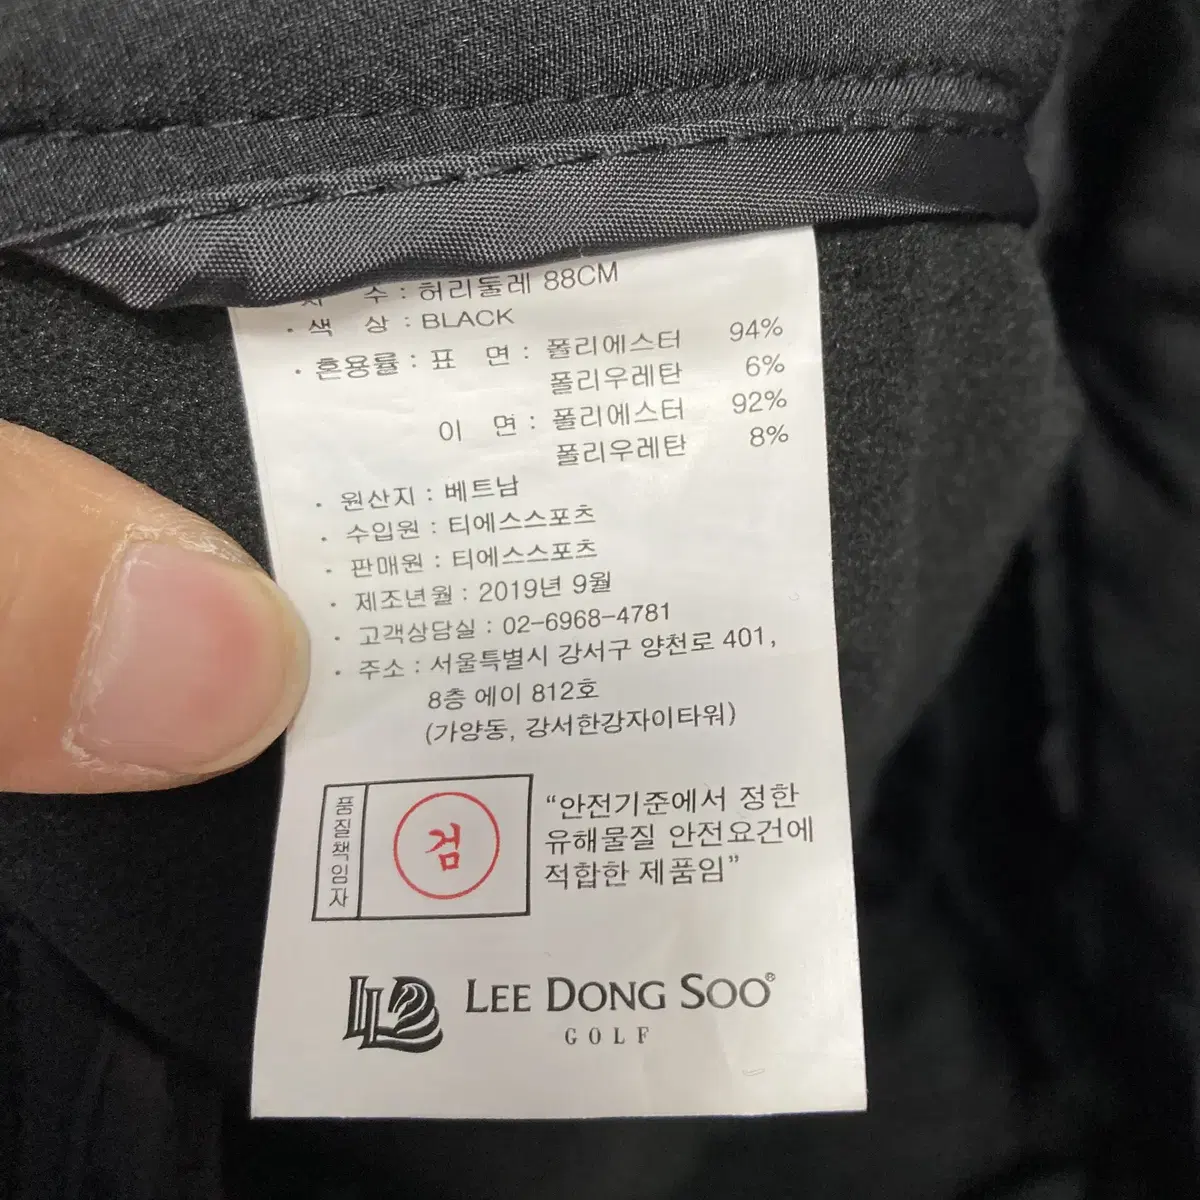 치 수 : 허리둘레 88CM
· 색 상 : BLACK
· 혼용률 : 표 면 : 폴리에스터 94%
폴리우레탄 6%
이 면 : 폴리에스터 92%
폴리우레탄 8%
· 원산지 : 베트남
· 수입원 : 티에스스포츠
· 판매원 : 티에스스포츠
· 제조년월 : 2019년 9월
· 고객상담실 : 02-6968-4781
· 주소 : 서울특별시 강서구 양천로 401,
8층 에이 812호
(가양동, 강서한강자이타워)
품질책임자
검
“안전기준에서 정한
유해물질 안전요건에
적합한 제품임”
LEE DONG SOO®
GOLF